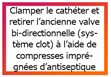 Clamper le cathéter et
retirer l'ancienne valve
bi-directionnelle (sys-
tème clot) à l'aide de
compresses impré-
gnées d'antiseptique